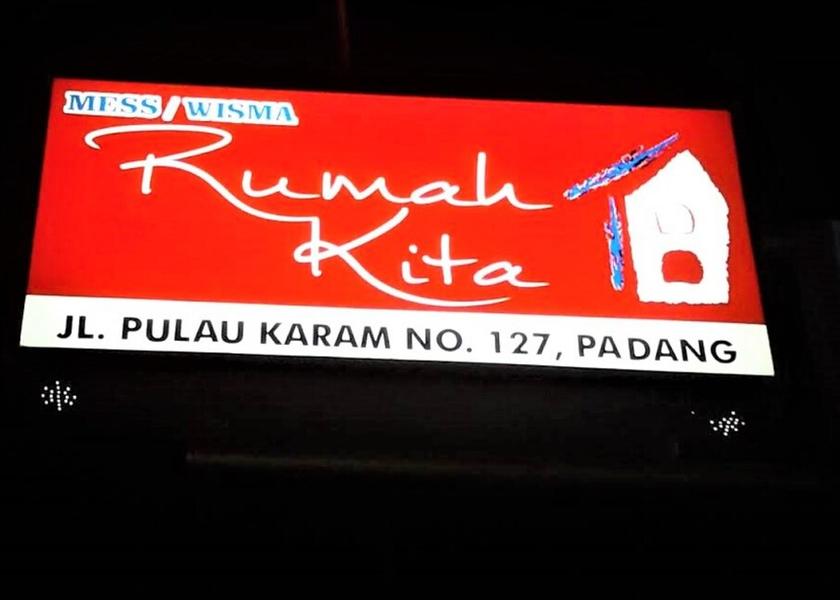 MESS/WISMA
Rumah
Kita
JL. PULAU KARAM NO. 127, PADANG